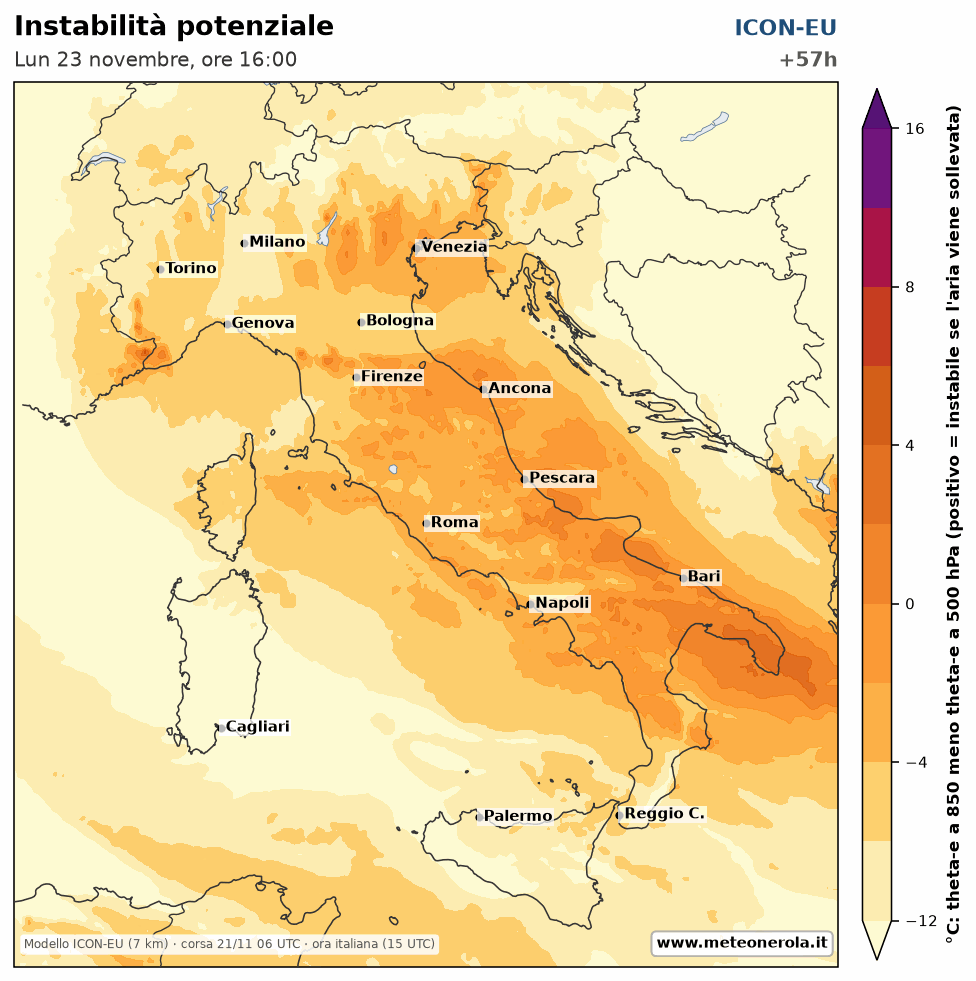 Instabilità potenziale
ICON-EU
Lun 23 novembre, ore 16:00
+57h
Milano
Venezia
Torino
Genova
Bologna
Firenze
Ancona
Pescara
Roma
Bari
Napoli
Cagliari
Palermo
Reggio C.
16
8
4
0
−4
−12
°C: theta-e a 850 meno theta-e a 500 hPa (positivo = instabile se l'aria viene sollevata)
Modello ICON-EU (7 km) · corsa 21/11 06 UTC · ora italiana (15 UTC)
www.meteonerola.it